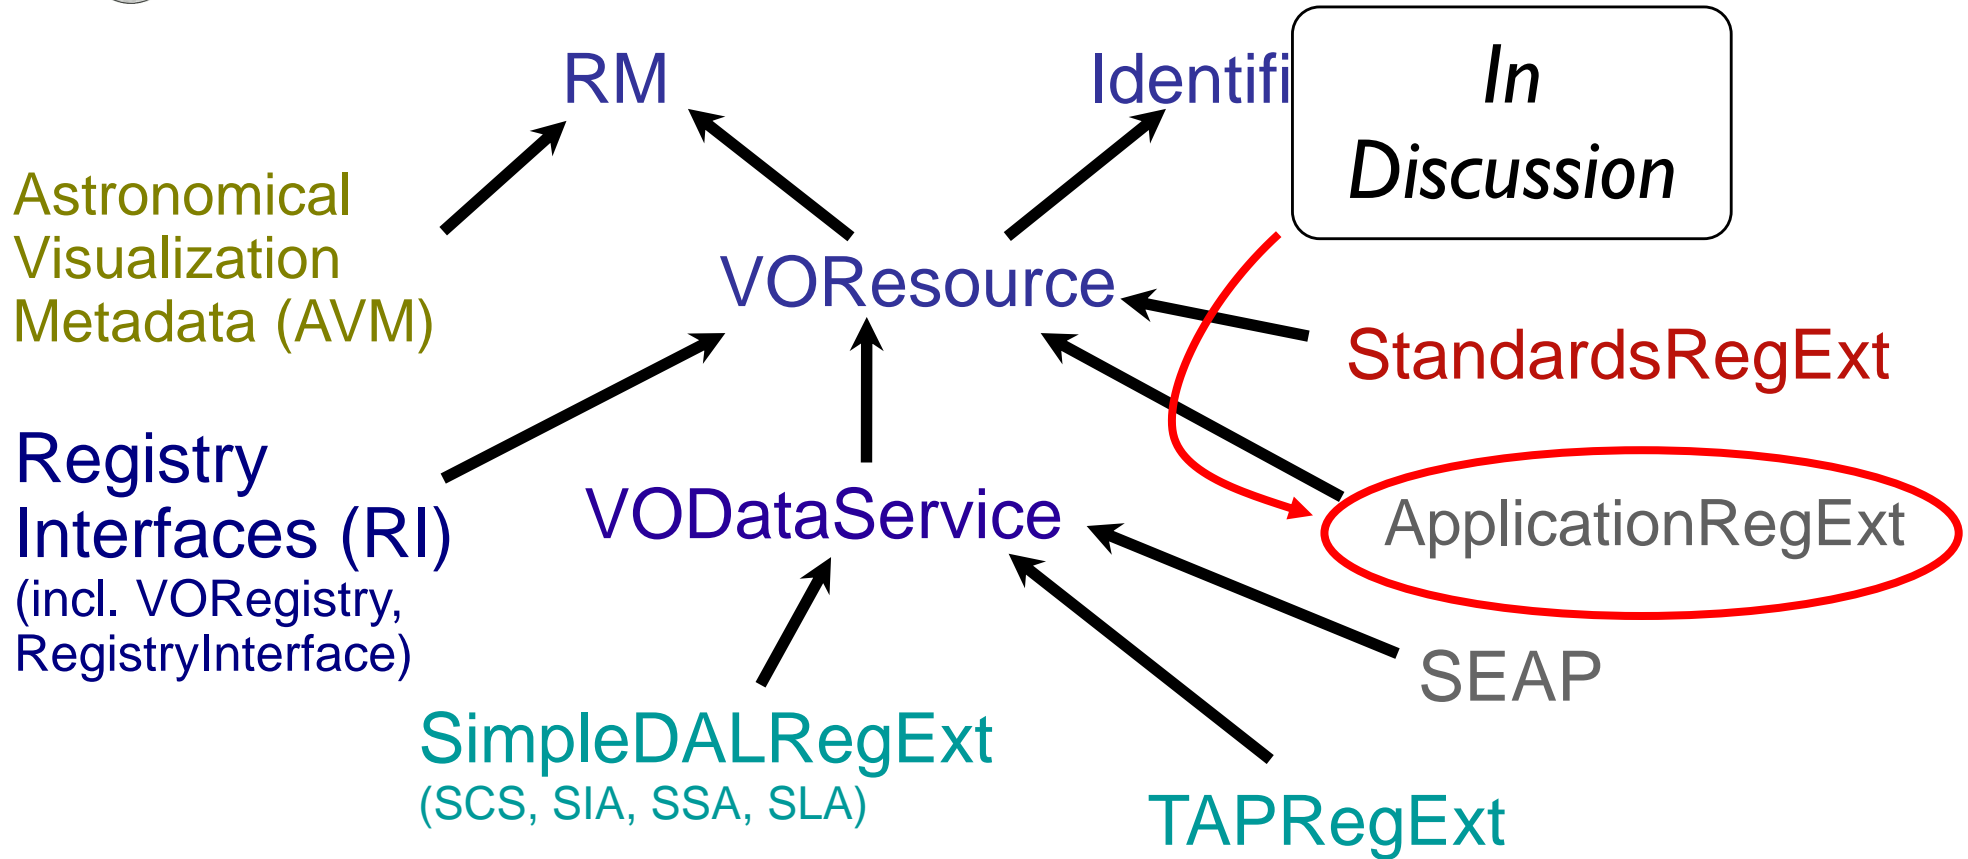 RM
Identifi
In
Discussion
Astronomical
Visualization
Metadata (AVM)
VOResource
StandardsRegExt
Registry
Interfaces (RI)
(incl. VORegistry,
RegistryInterface)
VODataService
ApplicationRegExt
SEAP
SimpleDALRegExt
(SCS, SIA, SSA, SLA)
TAPRegExt